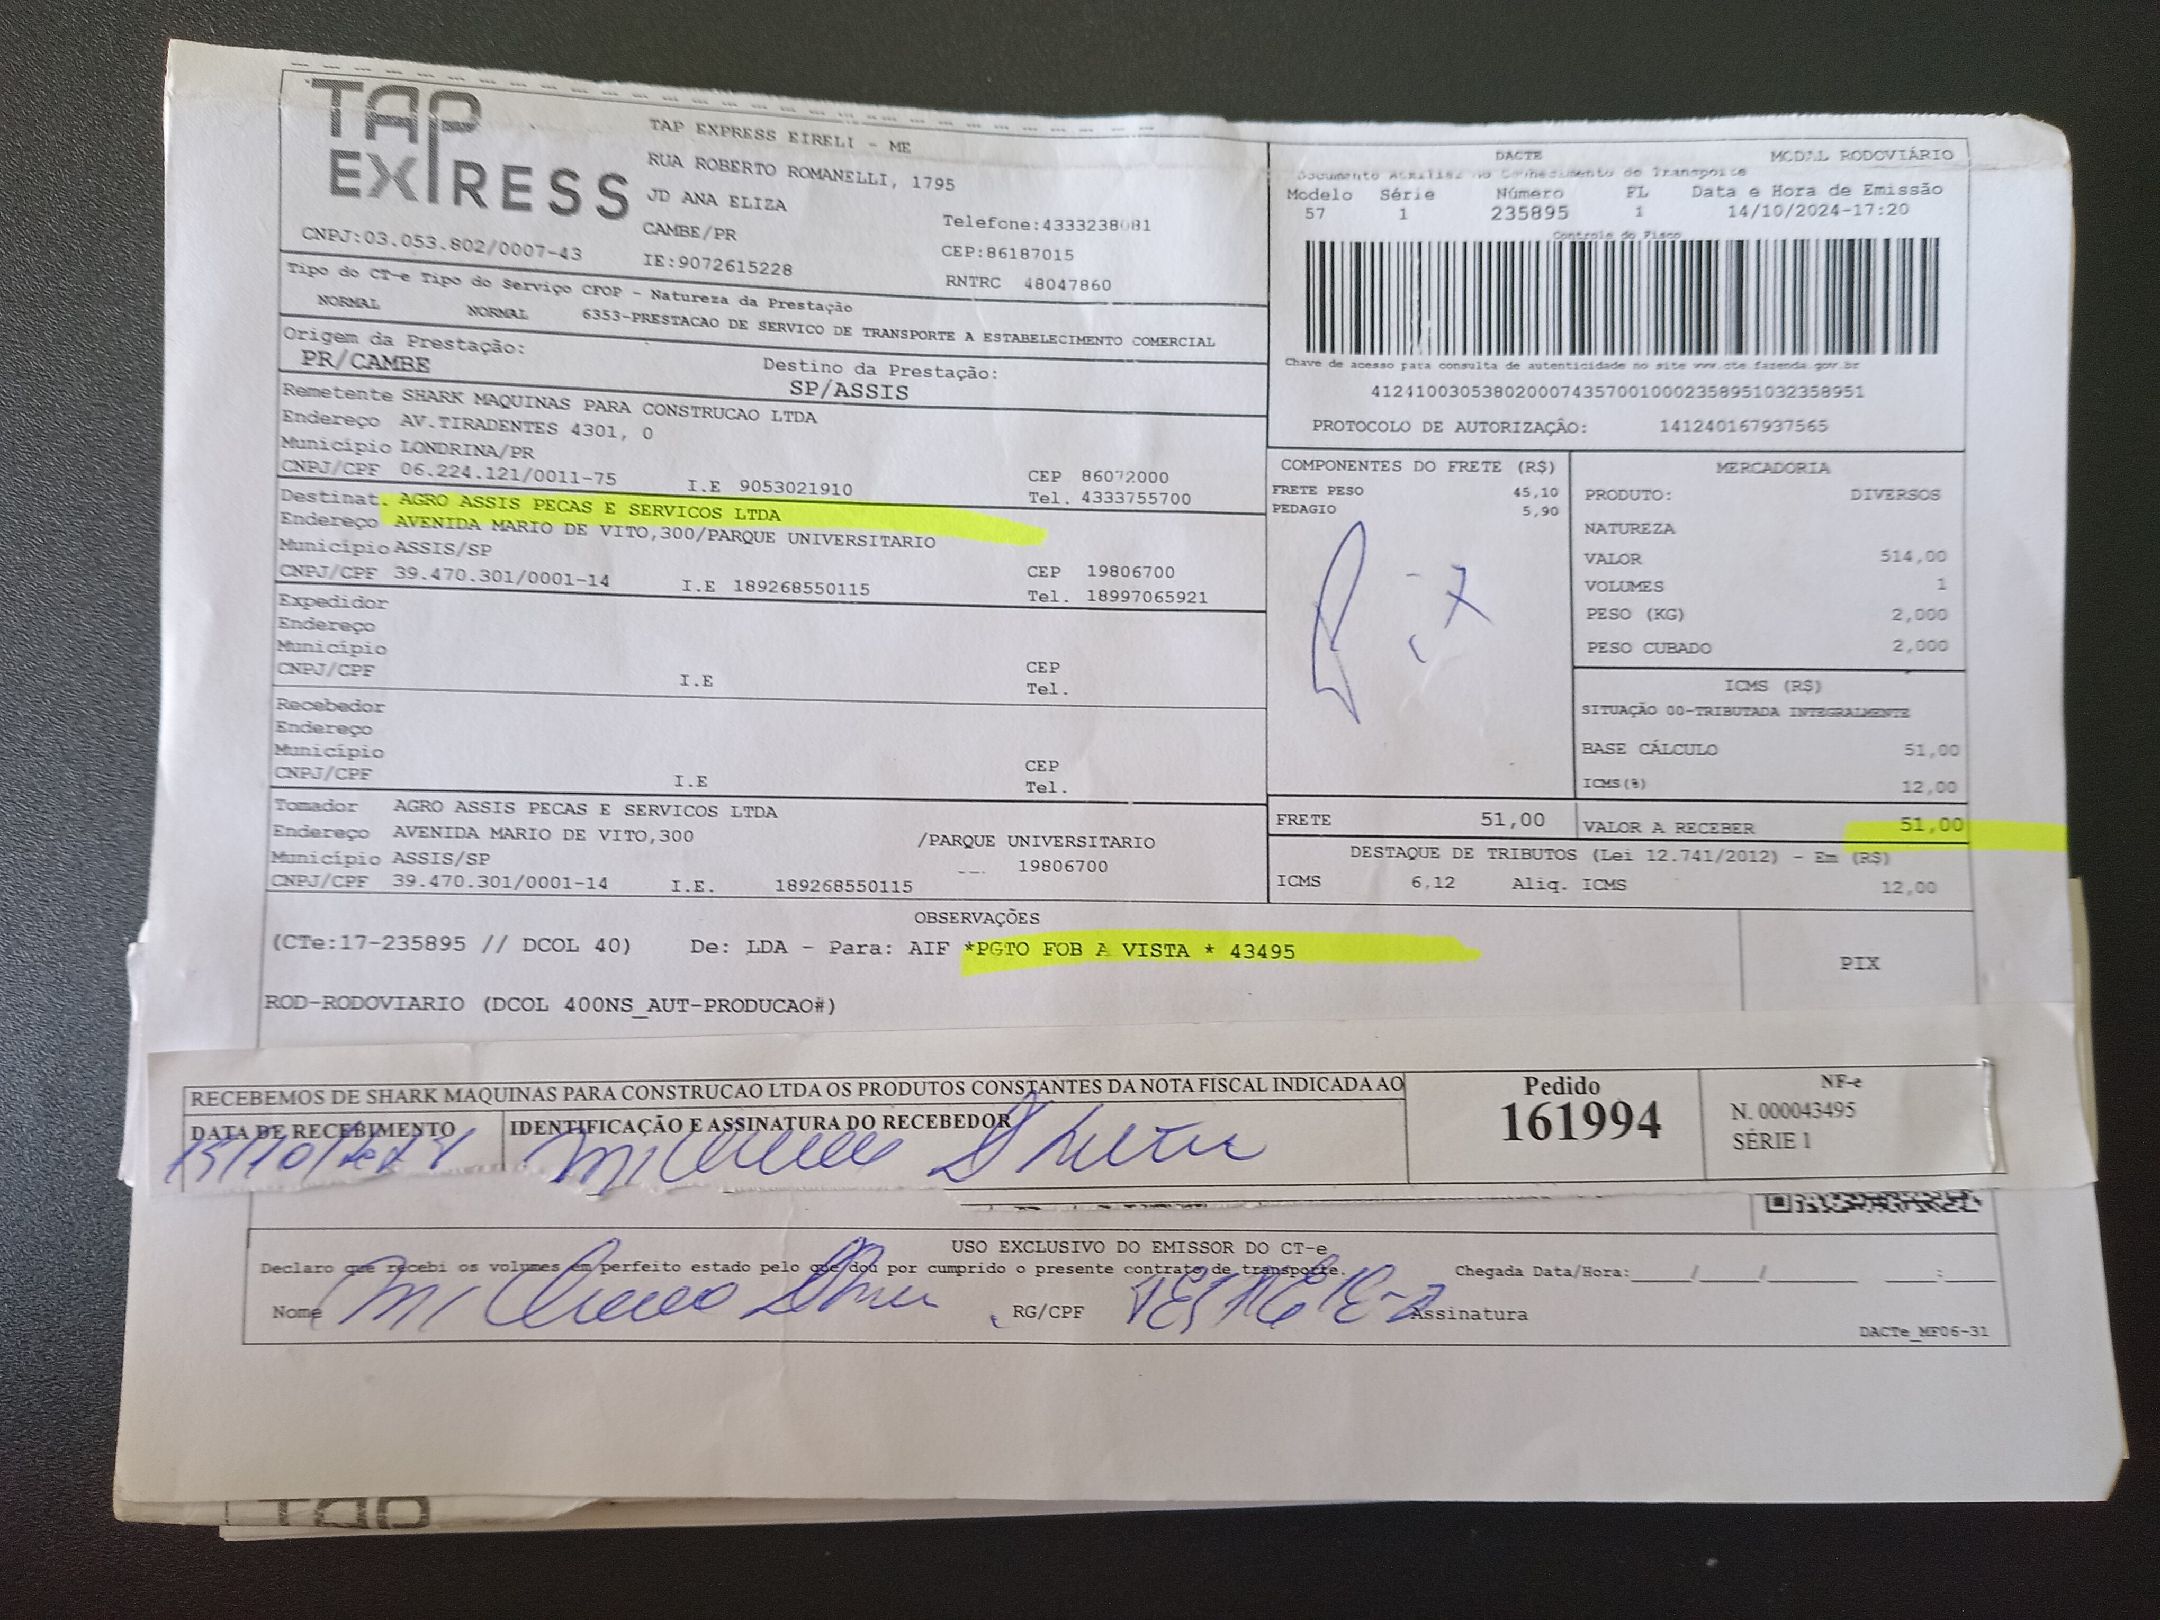 TAP
EXPRESS
TAP EXPRESS EIRELI - ME
RUA ROBERTO ROMANELLI, 1795
JD ANA ELIZA
CAMBE/PR
Telefone:4333238081
CNPJ:03.053.802/0007-43
IE:9072615228
CEP:86187015
RNTRC 48047860
Tipo do CT-e Tipo do Serviço CFOP - Natureza da Prestação
NORMAL NORMAL 6353-PRESTACAO DE SERVICO DE TRANSPORTE A ESTABELECIMENTO COMERCIAL
Origem da Prestação:
PR/CAMBE
Destino da Prestação:
SP/ASSIS
DACTE MODAL RODOVIÁRIO
Documento Auxiliar do Conhecimento de Transporte
Modelo Série Número FL Data e Hora de Emissão
57 1 235895 1 14/10/2024-17:20
Controle do Fisco
Chave de acesso para consulta de autenticidade no site www.cte.fazenda.gov.br
41241003053802000743570010002358951032358951
PROTOCOLO DE AUTORIZAÇÃO: 141240167937565
Remetente SHARK MAQUINAS PARA CONSTRUCAO LTDA
Endereço AV.TIRADENTES 4301, 0
Município LONDRINA/PR
CNPJ/CPF 06.224.121/0011-75 I.E 9053021910
CEP 86072000
Tel. 4333755700
Destinat. AGRO ASSIS PECAS E SERVICOS LTDA
Endereço AVENIDA MARIO DE VITO,300/PARQUE UNIVERSITARIO
Município ASSIS/SP
CNPJ/CPF 39.470.301/0001-14 I.E 189268550115
CEP 19806700
Tel. 18997065921
Expedidor
Endereço
Município
CNPJ/CPF I.E
CEP
Tel.
Recebedor
Endereço
Município
CNPJ/CPF I.E
CEP
Tel.
Tomador AGRO ASSIS PECAS E SERVICOS LTDA
Endereço AVENIDA MARIO DE VITO,300 /PARQUE UNIVERSITARIO
Município ASSIS/SP 19806700
CNPJ/CPF 39.470.301/0001-14 I.E. 189268550115
COMPONENTES DO FRETE (R$)
FRETE PESO 45,10
PEDAGIO 5,90
Pix
FRETE 51,00
MERCADORIA
PRODUTO: DIVERSOS
NATUREZA
VALOR 514,00
VOLUMES 1
PESO (KG) 2,000
PESO CUBADO 2,000
ICMS (R$)
SITUAÇÃO 00-TRIBUTADA INTEGRALMENTE
BASE CÁLCULO 51,00
ICMS(%) 12,00
VALOR A RECEBER 51,00
DESTAQUE DE TRIBUTOS (Lei 12.741/2012) - Em (R$)
ICMS 6,12 Aliq. ICMS 12,00
OBSERVAÇÕES
(CTe:17-235895 // DCOL 40) De: LDA - Para: AIF *PGTO FOB A VISTA * 43495
PIX
ROD-RODOVIARIO (DCOL 400NS_AUT-PRODUCAO#)
RECEBEMOS DE SHARK MAQUINAS PARA CONSTRUCAO LTDA OS PRODUTOS CONSTANTES DA NOTA FISCAL INDICADA AO
DATA DE RECEBIMENTO
IDENTIFICAÇÃO E ASSINATURA DO RECEBEDOR
Pedido
161994
NF-e
N. 000043495
SÉRIE 1
USO EXCLUSIVO DO EMISSOR DO CT-e
Declaro que recebi os volumes em perfeito estado pelo que dou por cumprido o presente contrato de transporte.
Chegada Data/Hora:____/____/______ ___:___
Nome RG/CPF Assinatura
DACTe_MF06-31
TAP